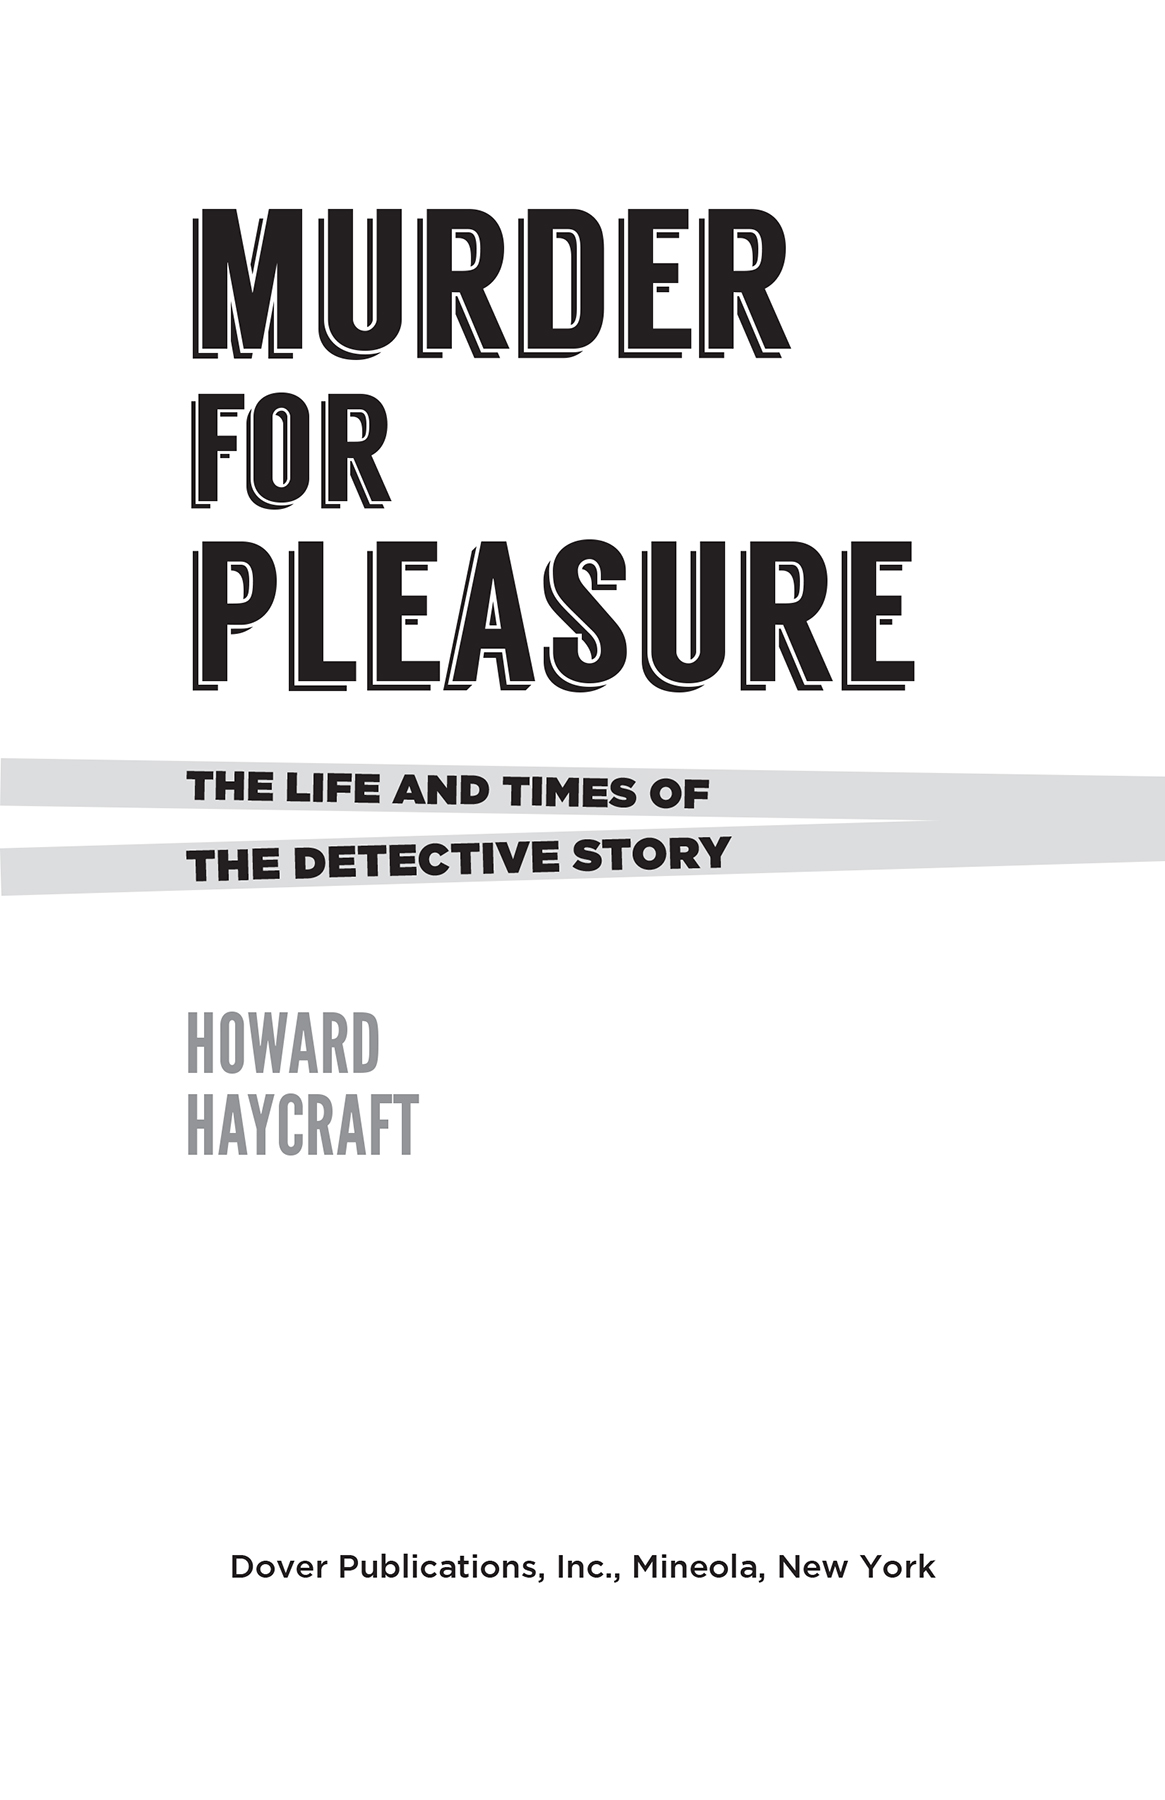 MURDER
FOR
PLEASURE
THE LIFE AND TIMES OF
THE DETECTIVE STORY
HOWARD
HAYCRAFT
Dover Publications, Inc., Mineola, New York